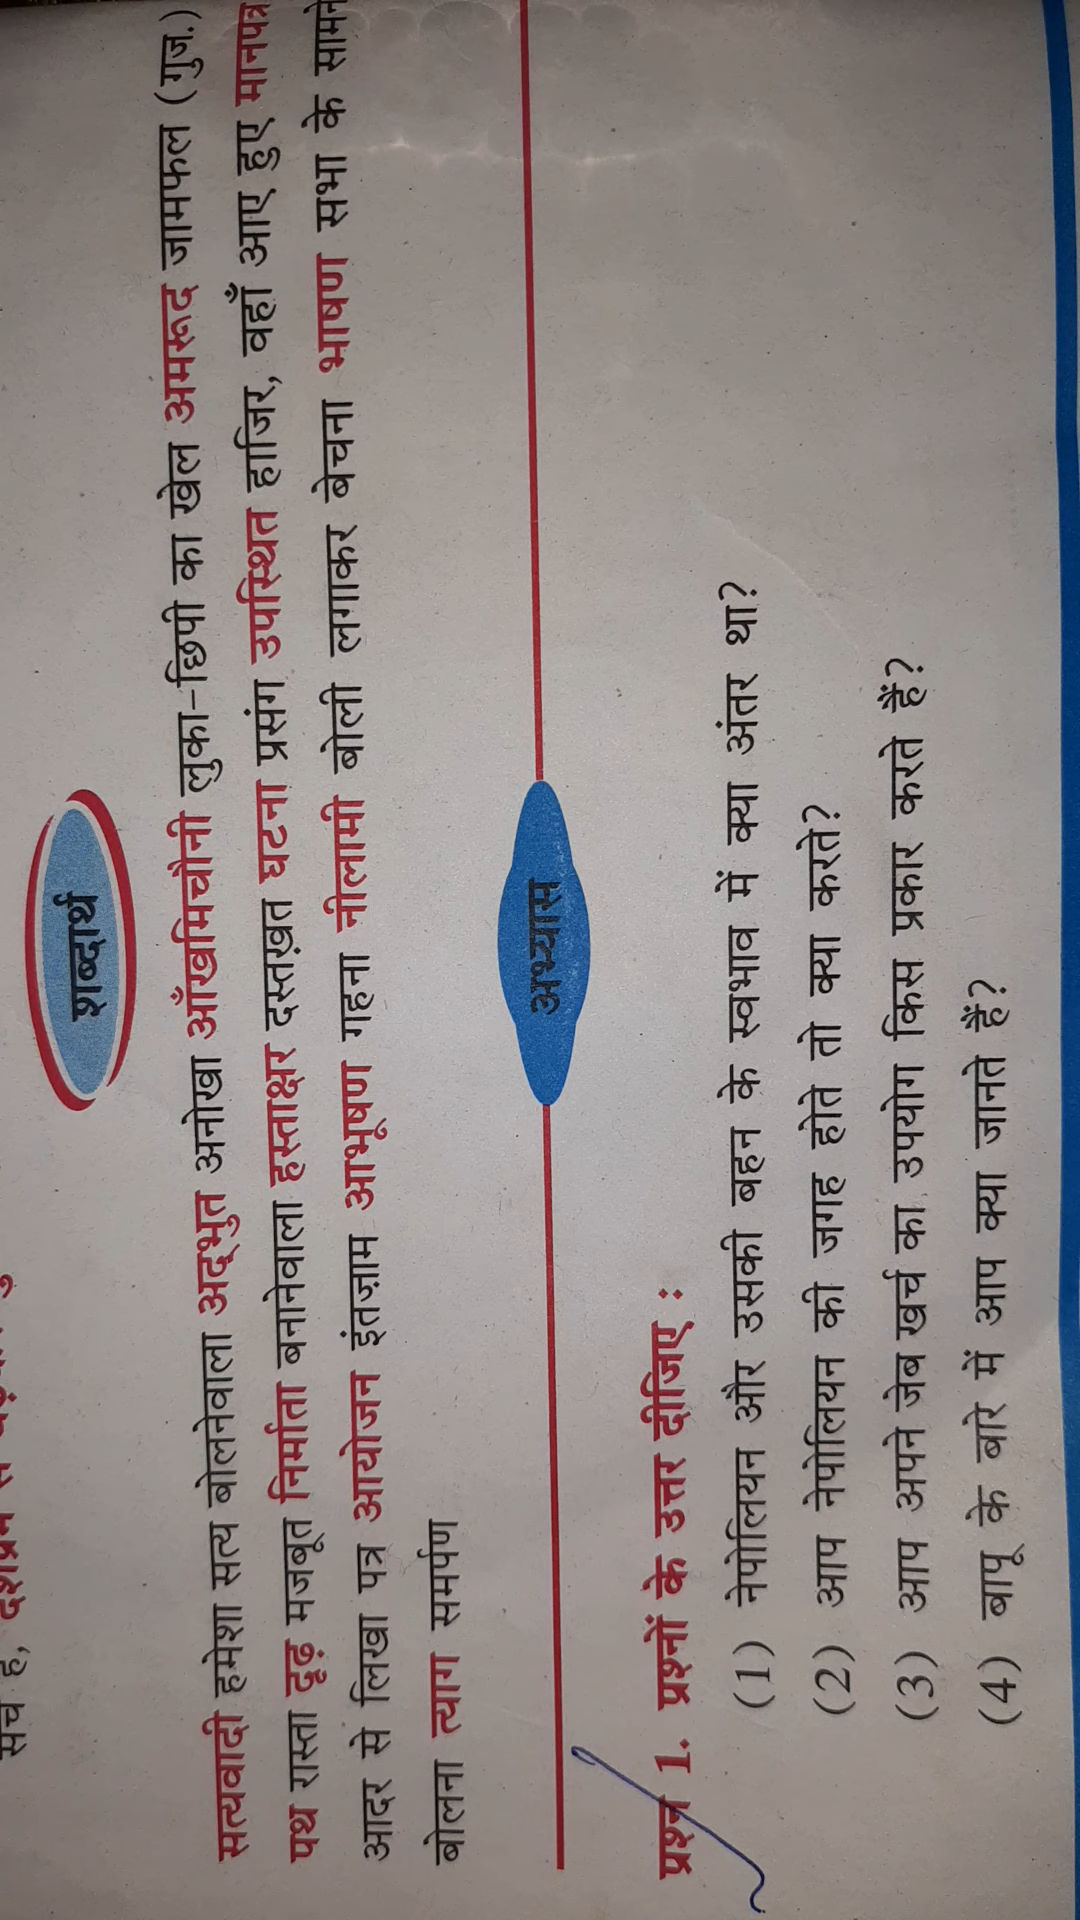 सच है,
शब्दार्थ
सत्यवादी हमेशा सत्य बोलनेवाला अद्भुत अनोखा आँखमिचौनी लुका-छिपी का खेल अमरूद जामफल (गुज.)
पथ रास्ता दृढ़ मजबूत निर्माता बनानेवाला हस्ताक्षर दस्तख़त घटना प्रसंग उपस्थित हाजिर, वहाँ आए हुए मानपत्र
आदर से लिखा पत्र आयोजन इंतज़ाम आभूषण गहना नीलामी बोली लगाकर बेचना भाषण सभा के सामने
बोलना त्याग समर्पण
अभ्यास
प्रश्न 1. प्रश्नों के उत्तर दीजिए :
(1) नेपोलियन और उसकी बहन के स्वभाव में क्या अंतर था?
(2) आप नेपोलियन की जगह होते तो क्या करते?
(3) आप अपने जेब खर्च का उपयोग किस प्रकार करते हैं?
(4) बापू के बारे में आप क्या जानते हैं?